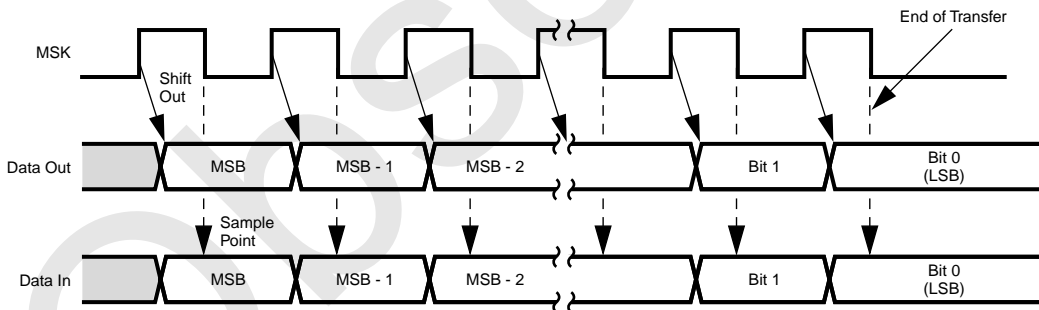 End of Transfer
MSK
Shift
Out
Data Out
MSB
MSB - 1
MSB - 2
Bit 1
Bit 0
(LSB)
Sample
Point
Data In
MSB
MSB - 1
MSB - 2
Bit 1
Bit 0
(LSB)